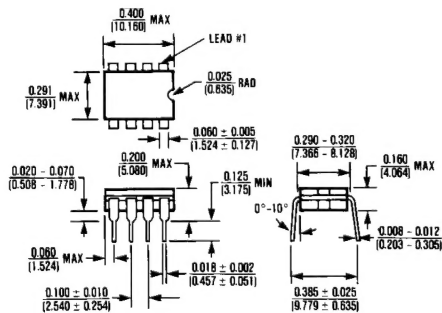 0.400
(10.160) MAX
LEAD #1
0.291
(7.391) MAX
0.025
(0.635) RAD
0.060 ± 0.005
(1.524 ± 0.127)
0.020 – 0.070
(0.508 – 1.778)
0.200
(5.080) MAX
0.125
(3.175) MIN
0.290 – 0.320
(7.366 – 8.128)
0.160
(4.064) MAX
0°–10°
0.008 – 0.012
(0.203 – 0.305)
0.060
(1.524) MAX
0.018 ± 0.002
(0.457 ± 0.051)
0.100 ± 0.010
(2.540 ± 0.254)
0.385 ± 0.025
(9.779 ± 0.635)